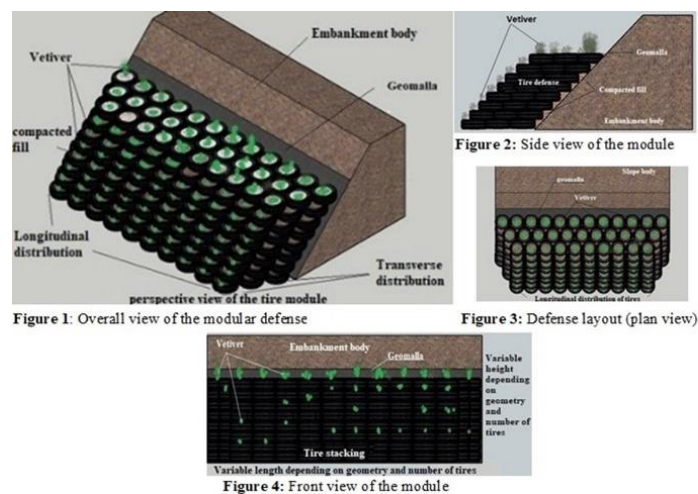 Embankment body
Vetiver
Geomalla
compacted
fill
Longitudinal
distribution
Transverse
distribution
perspective view of the tire module
Figure 1: Overall view of the modular defense
Vetiver
Geomalla
Tire defense
Compacted fill
Embankment body
Figure 2: Side view of the module
Slope body
geomalla
Vetiver
Longitudinal distribution of tires
Figure 3: Defense layout (plan view)
Vetiver
Embankment body
Geomalla
Variable
height
depending
on
geometry
and
number of
tires
Tire stacking
Variable length depending on geometry and number of tires
Figure 4: Front view of the module